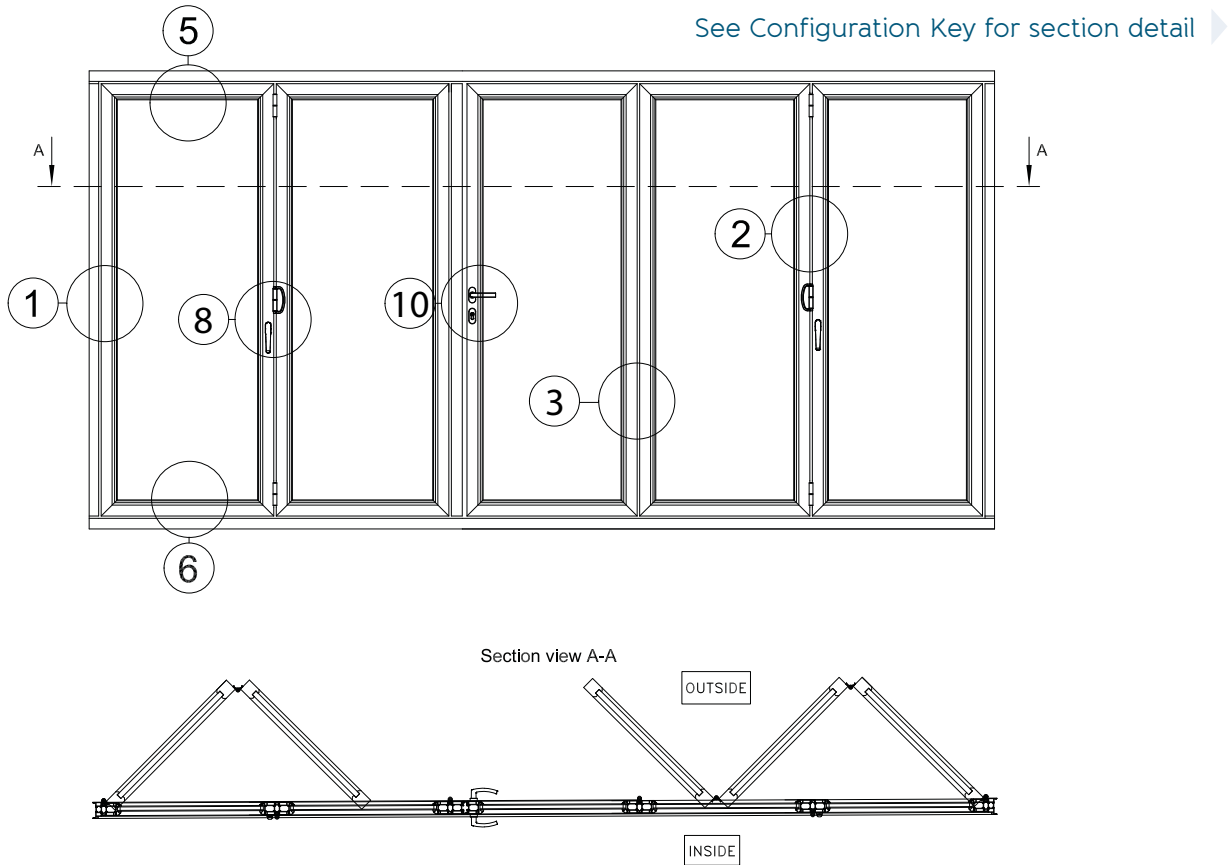 See Configuration Key for section detail
5
A
A
2
1
8
10
3
6
Section view A-A
OUTSIDE
INSIDE